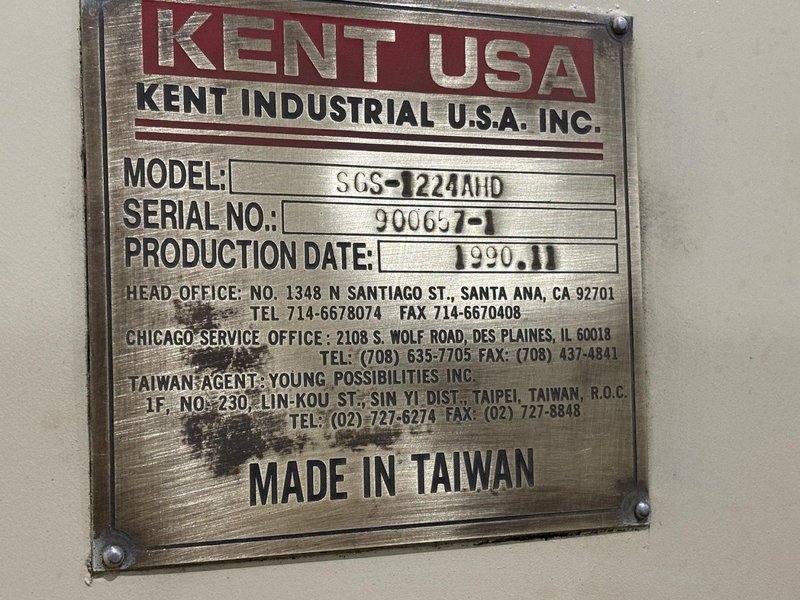 KENT USA
KENT INDUSTRIAL U.S.A. INC.
MODEL: SGS-1224AHD
SERIAL NO.: 900657-1
PRODUCTION DATE: 1990.11
HEAD OFFICE: NO. 1348 N SANTIAGO ST., SANTA ANA, CA 92701
TEL 714-6678074 FAX 714-6670408
CHICAGO SERVICE OFFICE : 2108 S. WOLF ROAD, DES PLAINES, IL 60018
TEL: (708) 635-7705 FAX: (708) 437-4841
TAIWAN AGENT: YOUNG POSSIBILITIES INC.
1F, NO. 230, LIN-KOU ST., SIN YI DIST., TAIPEI, TAIWAN, R.O.C.
TEL: (02) 727-6274 FAX: (02) 727-8848
MADE IN TAIWAN